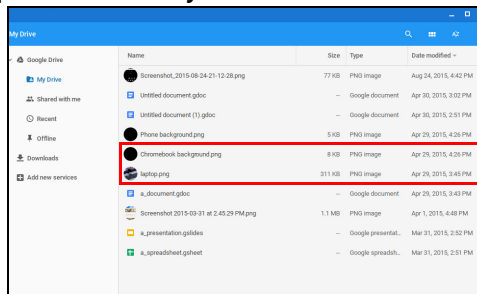 My Drive
Google Drive
My Drive
Shared with me
Recent
Offline
Downloads
Add new services
Name Size Type Date modified
Screenshot_2015-08-24-21-12-28.png 77 KB PNG image Aug 24, 2015, 4:42 PM
Untitled document.gdoc -- Google document Apr 30, 2015, 3:02 PM
Untitled document (1).gdoc -- Google document Apr 30, 2015, 2:51 PM
Phone background.png 5 KB PNG image Apr 29, 2015, 4:26 PM
Chromebook background.png 8 KB PNG image Apr 29, 2015, 4:26 PM
laptop.png 311 KB PNG image Apr 29, 2015, 3:45 PM
a_document.gdoc -- Google document Apr 29, 2015, 3:43 PM
Screenshot 2015-03-31 at 2.45.29 PM.png 1.1 MB PNG image Apr 1, 2015, 4:48 PM
a_presentation.gslides -- Google presentat... Mar 31, 2015, 2:52 PM
a_spreadsheet.gsheet -- Google spreadsh... Mar 31, 2015, 2:51 PM